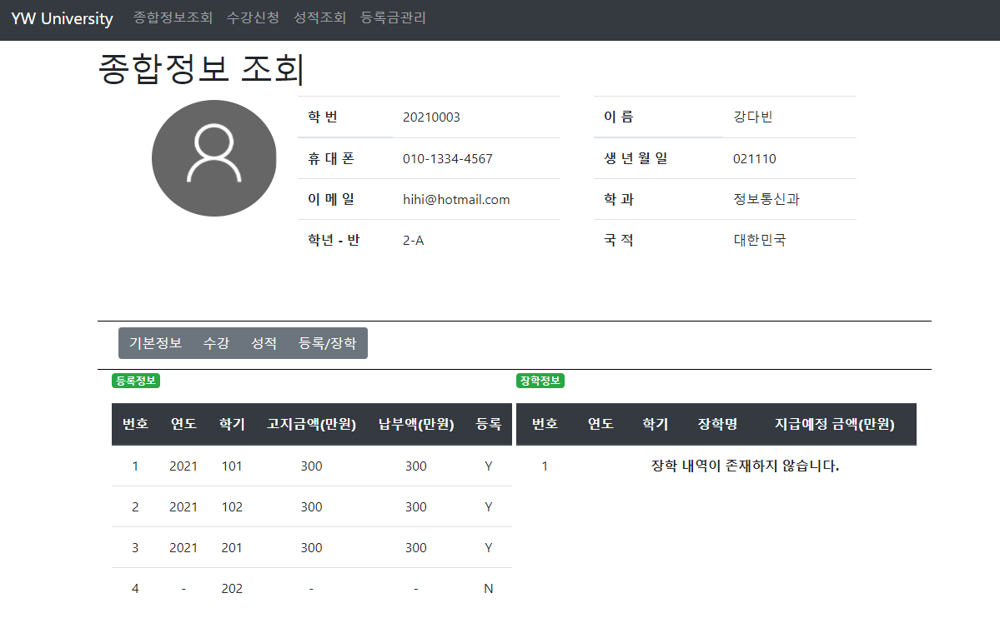 YW University 종합정보조회 수강신청 성적조회 등록금관리
종합정보 조회
학 번 20210003 이 름 강다빈
휴 대 폰 010-1334-4567 생 년 월 일 021110
이 메 일 hihi@hotmail.com 학 과 정보통신과
학년 - 반 2-A 국 적 대한민국
기본정보 수강 성적 등록/장학
등록정보 장학정보
번호 연도 학기 고지금액(만원) 납부액(만원) 등록 번호 연도 학기 장학명 지급예정 금액(만원)
1 2021 101 300 300 Y 1 장학 내역이 존재하지 않습니다.
2 2021 102 300 300 Y
3 2021 201 300 300 Y
4 - 202 - - N